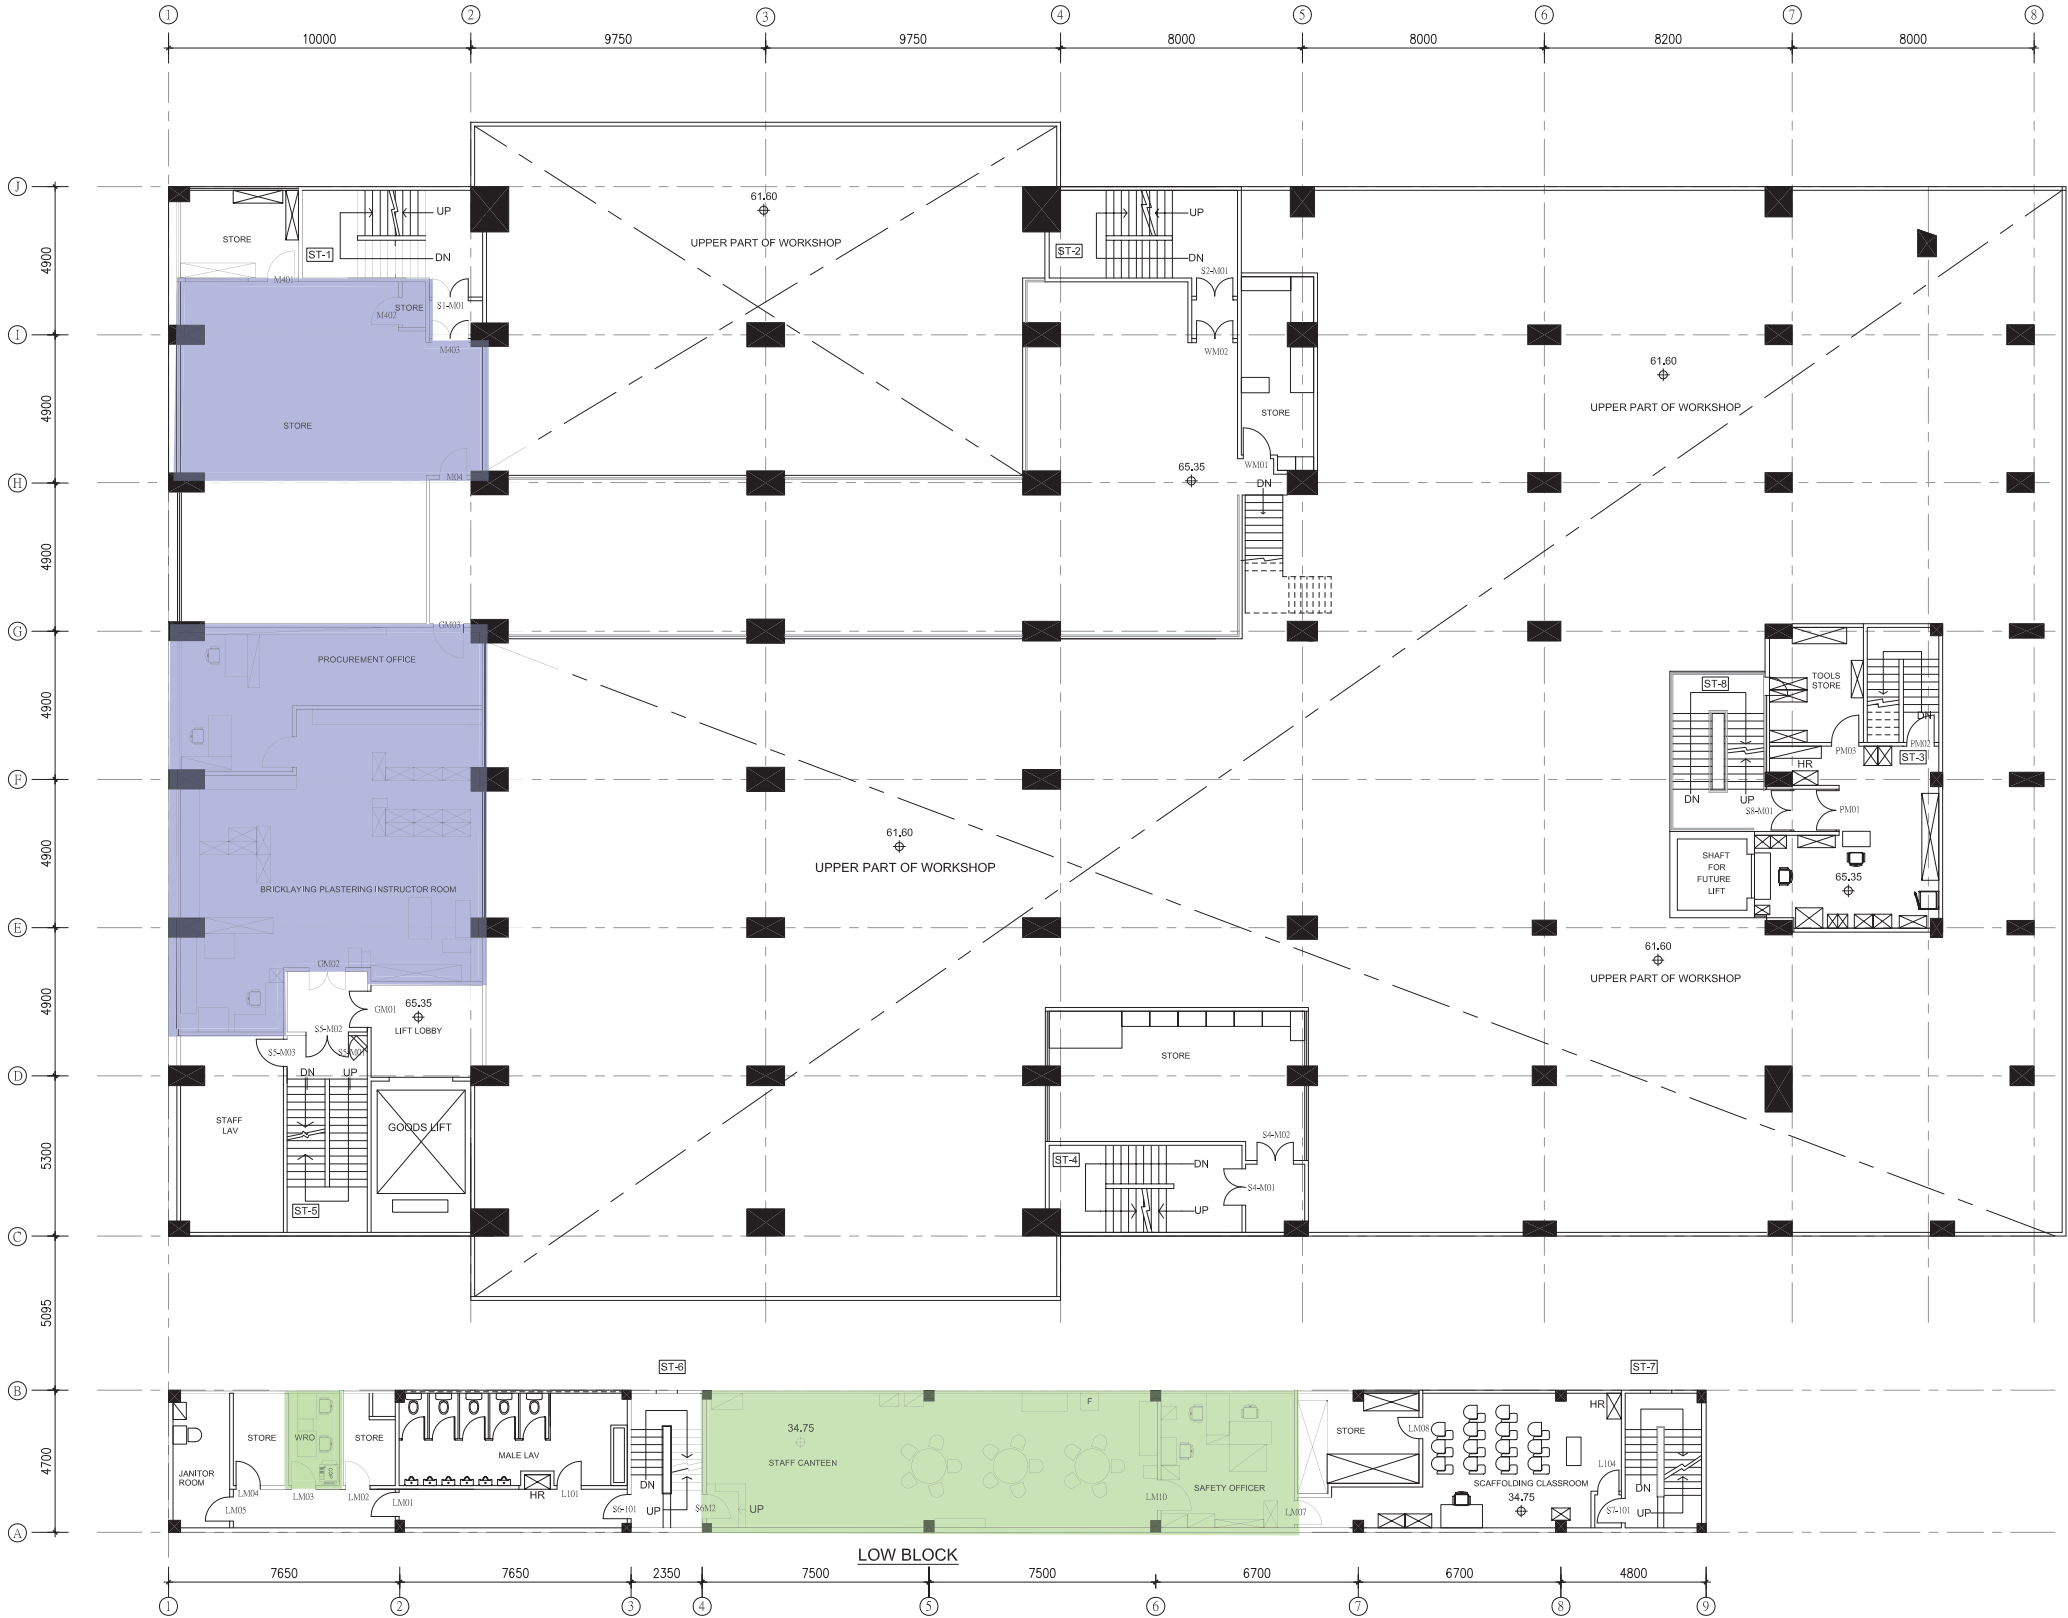 1 2 3 4 5 6 7 8
10000 9750 9750 8000 8000 8200 8000
J
61.60
STORE
ST-1
UP
UPPER PART OF WORKSHOP
ST-2
UP
4900
DN
DN
S2-M01
M401
STORE
S1-M01
M402
I
M403
WM02
61.60
4900
UPPER PART OF WORKSHOP
STORE
STORE
65.35
WM01
H
M04
DN
4900
G
GM03
PROCUREMENT OFFICE
TOOLS
STORE
4900
ST-8
DN
PM03
PM02
ST-3
HR
F
DN
UP
S8-M01
PM01
61.60
4900
UPPER PART OF WORKSHOP
SHAFT
FOR
FUTURE
LIFT
65.35
BRICKLAYING PLASTERING INSTRUCTOR ROOM
E
61.60
GM02
UPPER PART OF WORKSHOP
4900
65.35
GM01
LIFT LOBBY
S5-M02
S5-M03
S5-M01
STORE
DN
UP
D
STAFF
LAV
GOODS LIFT
S4-M02
5300
ST-4
DN
S4-M01
ST-5
UP
C
5095
ST-6
ST-7
B
F
HR
34.75
STORE
WRO
STORE
MALE LAV
STORE
LM08
4700
STAFF CANTEEN
JANITOR
ROOM
L104
SCAFFOLDING CLASSROOM
DN
DN
SAFETY OFFICER
LM04
LM03
LM02
HR
L101
LM10
34.75
LM05
LM01
S6-101
UP
S6M2
UP
LM07
S7-101
UP
A
LOW BLOCK
7650 7650 2350 7500 7500 6700 6700 4800
1 2 3 4 5 6 7 8 9